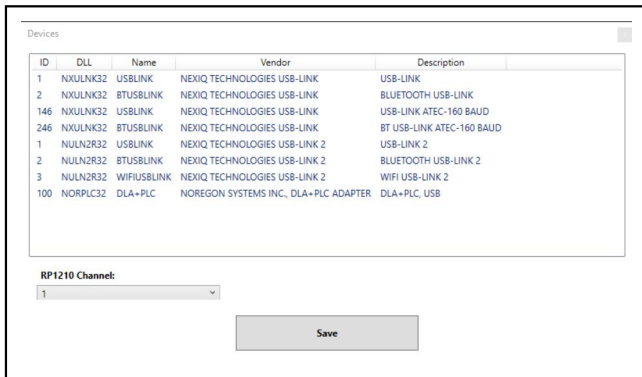 Devices
ID DLL Name Vendor Description
1 NXULNK32 USBLINK NEXIQ TECHNOLOGIES USB-LINK USB-LINK
2 NXULNK32 BTUSBLINK NEXIQ TECHNOLOGIES USB-LINK BLUETOOTH USB-LINK
146 NXULNK32 USBLINK NEXIQ TECHNOLOGIES USB-LINK USB-LINK ATEC-160 BAUD
246 NXULNK32 BTUSBLINK NEXIQ TECHNOLOGIES USB-LINK BT USB-LINK ATEC-160 BAUD
1 NULN2R32 USBLINK NEXIQ TECHNOLOGIES USB-LINK 2 USB-LINK 2
2 NULN2R32 BTUSBLINK NEXIQ TECHNOLOGIES USB-LINK 2 BLUETOOTH USB-LINK 2
3 NULN2R32 WIFIUSBLINK NEXIQ TECHNOLOGIES USB-LINK 2 WIFI USB-LINK 2
100 NORPLC32 DLA+PLC NOREGON SYSTEMS INC., DLA+PLC ADAPTER DLA+PLC, USB
RP1210 Channel:
1
Save